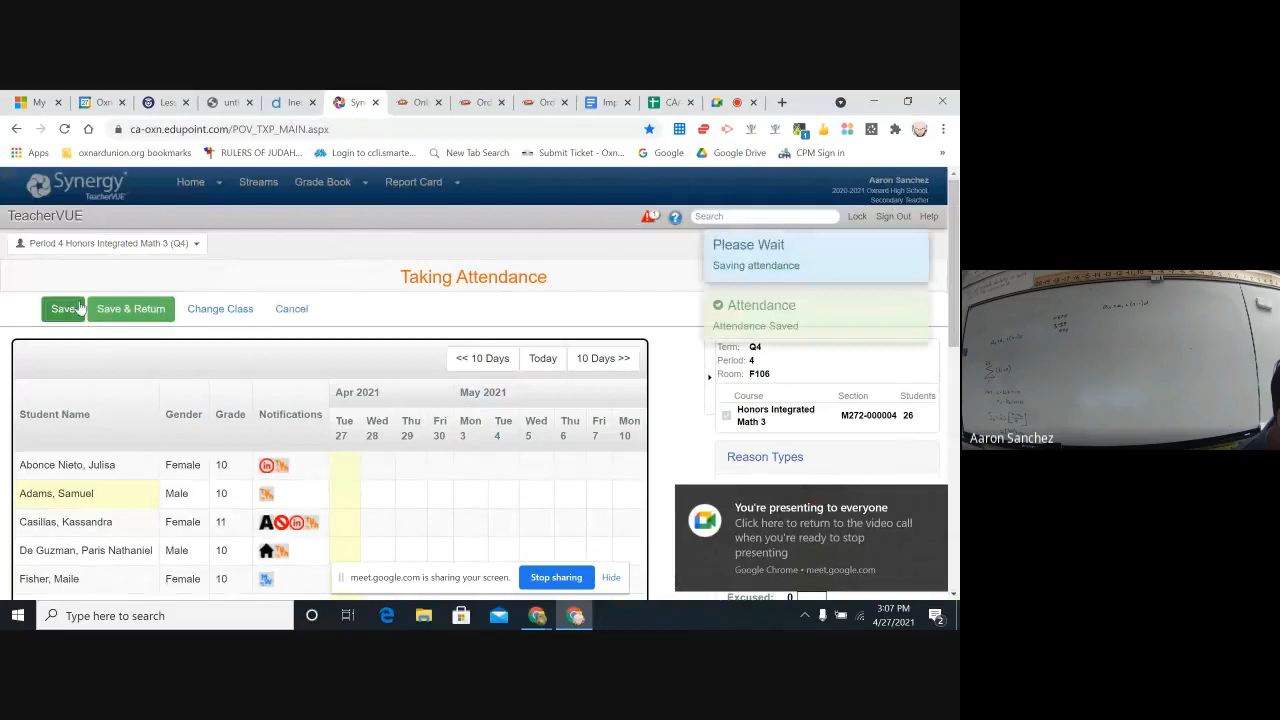 My
Oxn
Less
unti
Ine
Syn
Onl
Ord
Ord
Imp
CA/
ca-oxn.edupoint.com/POV_TXP_MAIN.aspx
1
Apps
oxnardunion.org bookmarks
RULERS OF JUDAH...
Login to ccli.smarte...
New Tab Search
Submit Ticket - Oxn...
Google
Google Drive
CPM Sign in
»
Synergy
TeacherVUE
Home
Streams
Grade Book
Report Card
Aaron Sanchez
2020-2021 Oxnard High School,
Secondary Teacher
TeacherVUE
Search
Lock
Sign Out
Help
Period 4 Honors Integrated Math 3 (Q4)
Please Wait
Saving attendance
Taking Attendance
Save
Save & Return
Change Class
Cancel
Attendance
Attendance Saved
Term: Q4
Period: 4
Room: F106
<< 10 Days
Today
10 Days >>
Course Section Students
Honors Integrated Math 3 M272-000004 26
Reason Types
Apr 2021
May 2021
Student Name Gender Grade Notifications
Tue 27 Wed 28 Thu 29 Fri 30 Mon 3 Tue 4 Wed 5 Thu 6 Fri 7 Mon 10
Abonce Nieto, Julisa Female 10
Adams, Samuel Male 10
Casillas, Kassandra Female 11 A
De Guzman, Paris Nathaniel Male 10
Fisher, Maile Female 10
You're presenting to everyone
Click here to return to the video call
when you're ready to stop
presenting
Google Chrome • meet.google.com
meet.google.com is sharing your screen.
Stop sharing
Hide
Excused: 0
Type here to search
3:07 PM
4/27/2021
2
Aaron Sanchez